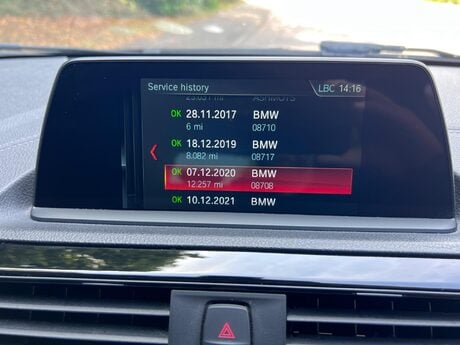 Service history LBC 14:16
OK 28.11.2017 BMW
6 mi 08710
OK 18.12.2019 BMW
8.082 mi 08717
OK 07.12.2020 BMW
12.257 mi 08708
OK 10.12.2021 BMW